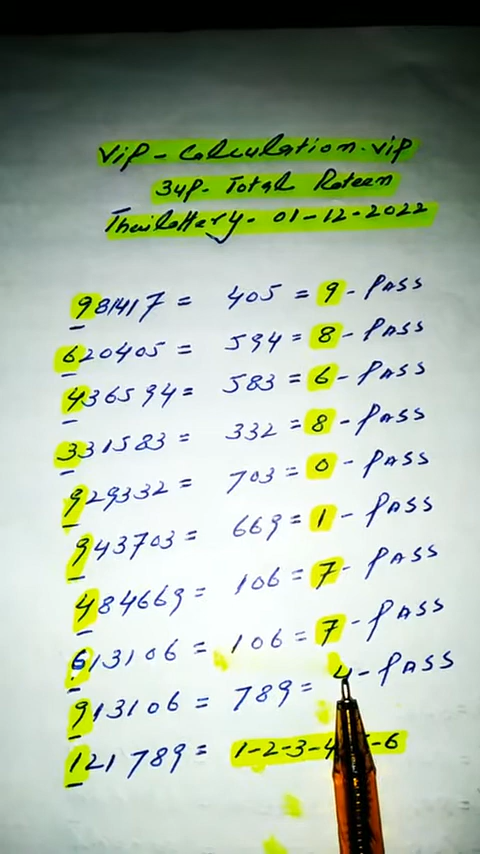 Vip-Calculation-vip
3up-Total Roteen
Thailottery-01-12-2022
981417 = 405 = 9-PASS
620405 = 594 = 8-PASS
436594 = 583 = 6-PASS
331583 = 332 = 8-PASS
929332 = 703 = 0-PASS
943703 = 669 = 1-PASS
484669 = 106 = 7-PASS
613106 = 106 = 7-PASS
913106 = 789 = 4-PASS
121789 = 1-2-3-4 -6